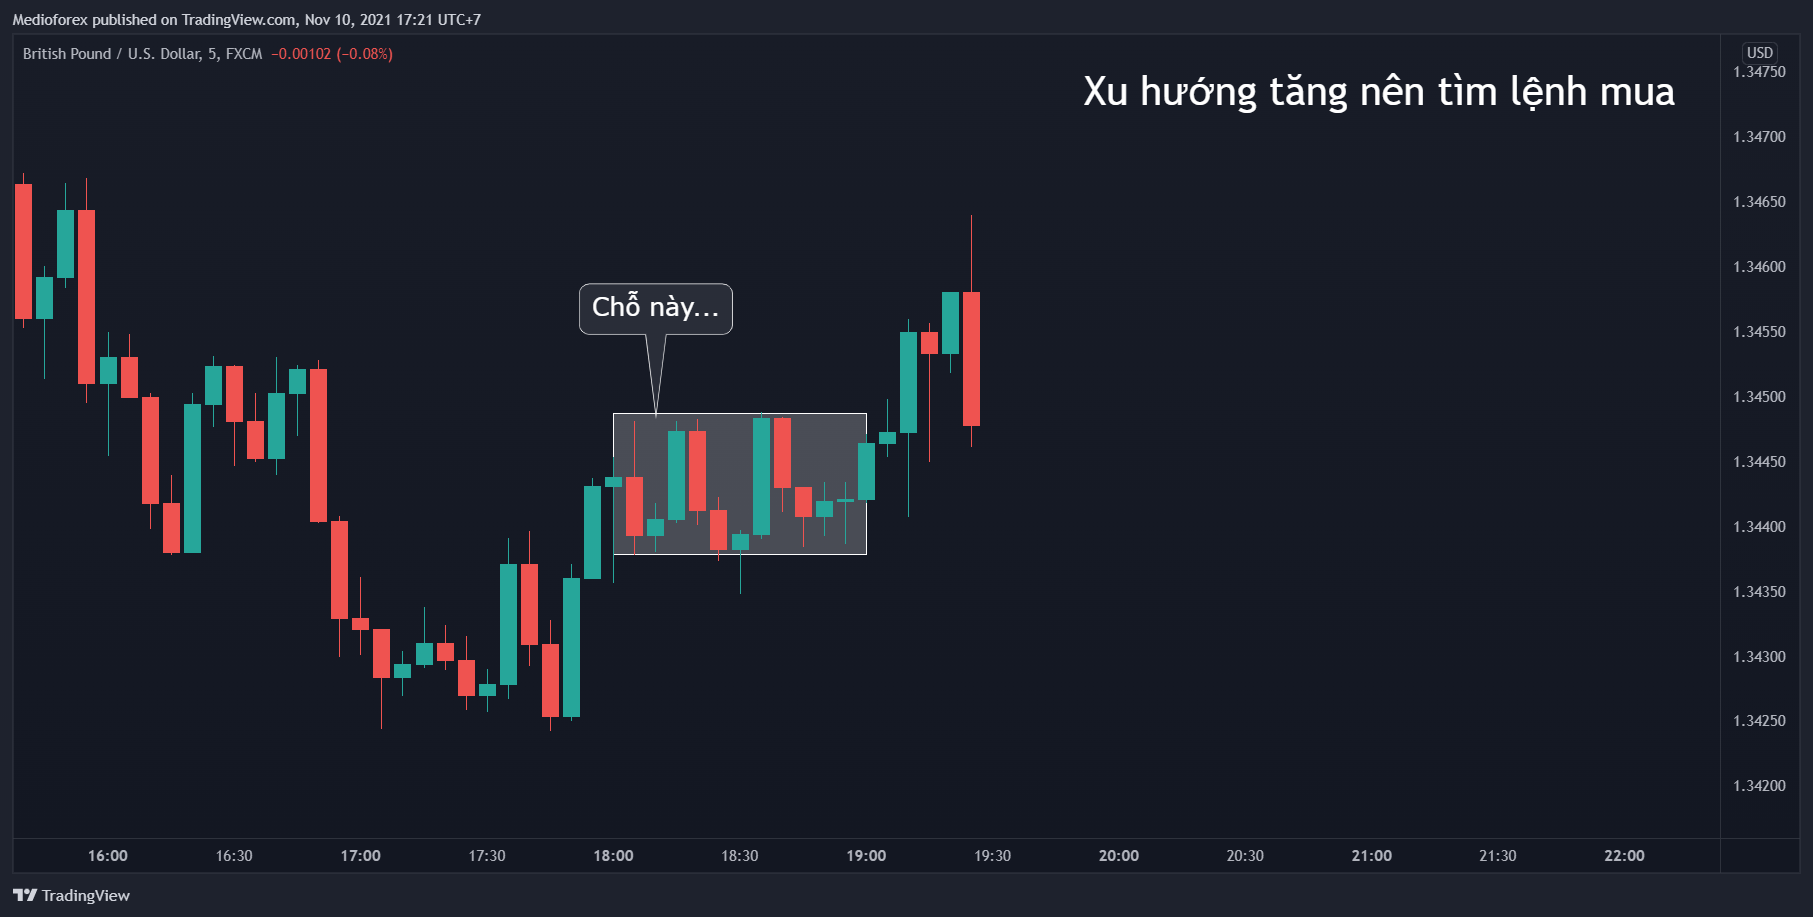 Medioforex published on TradingView.com, Nov 10, 2021 17:21 UTC+7
British Pound / U.S. Dollar, 5, FXCM −0.00102 (−0.08%)
USD
Xu hướng tăng nên tìm lệnh mua
Chỗ này...
1.34750
1.34700
1.34650
1.34600
1.34550
1.34500
1.34450
1.34400
1.34350
1.34300
1.34250
1.34200
16:00 16:30 17:00 17:30 18:00 18:30 19:00 19:30 20:00 20:30 21:00 21:30 22:00
TradingView